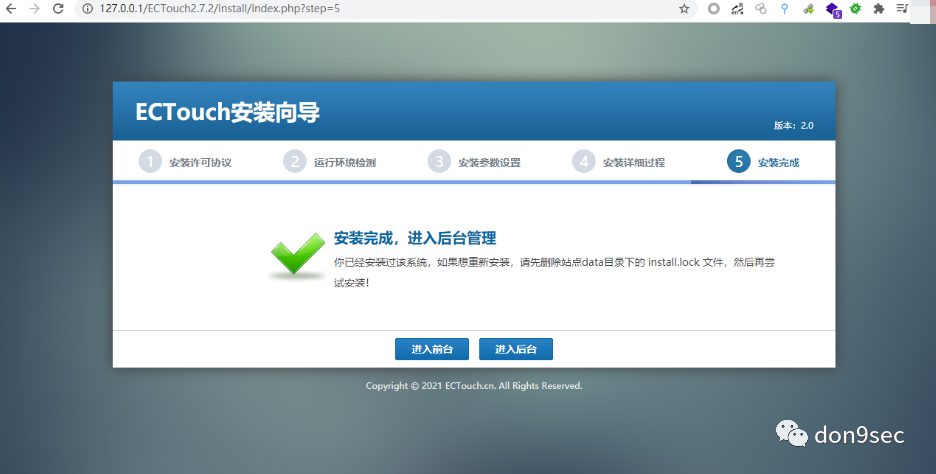 127.0.0.1/ECTouch2.7.2/install/index.php?step=5
5
ECTouch安装向导
版本：2.0
1 安装许可协议 2 运行环境检测 3 安装参数设置 4 安装详细过程 5 安装完成
安装完成，进入后台管理
你已经安装过该系统，如果想重新安装，请先删除站点data目录下的 install.lock 文件，然后再尝
试安装！
进入前台 进入后台
Copyright © 2021 ECTouch.cn. All Rights Reserved.
don9sec